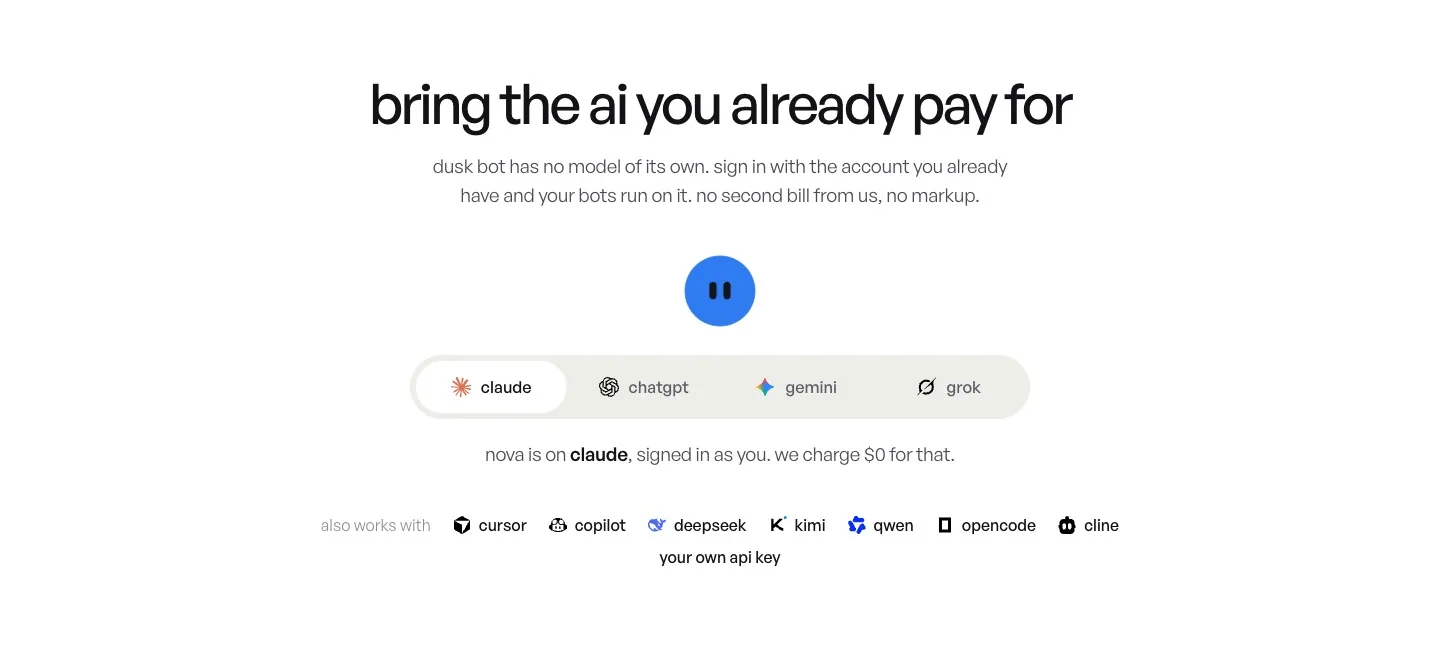 bring the ai you already pay for
dusk bot has no model of its own. sign in with the account you already
have and your bots run on it. no second bill from us, no markup.
claude chatgpt gemini grok
nova is on claude, signed in as you. we charge $0 for that.
also works with cursor copilot deepseek kimi qwen opencode cline
your own api key